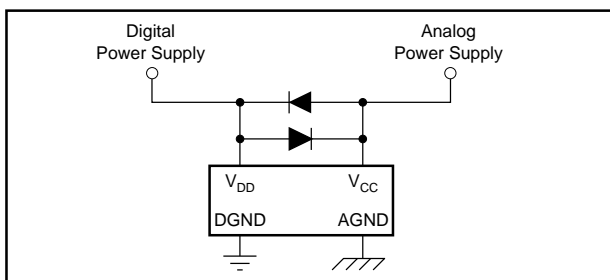 Digital
Power Supply
Analog
Power Supply
VDD
VCC
DGND
AGND